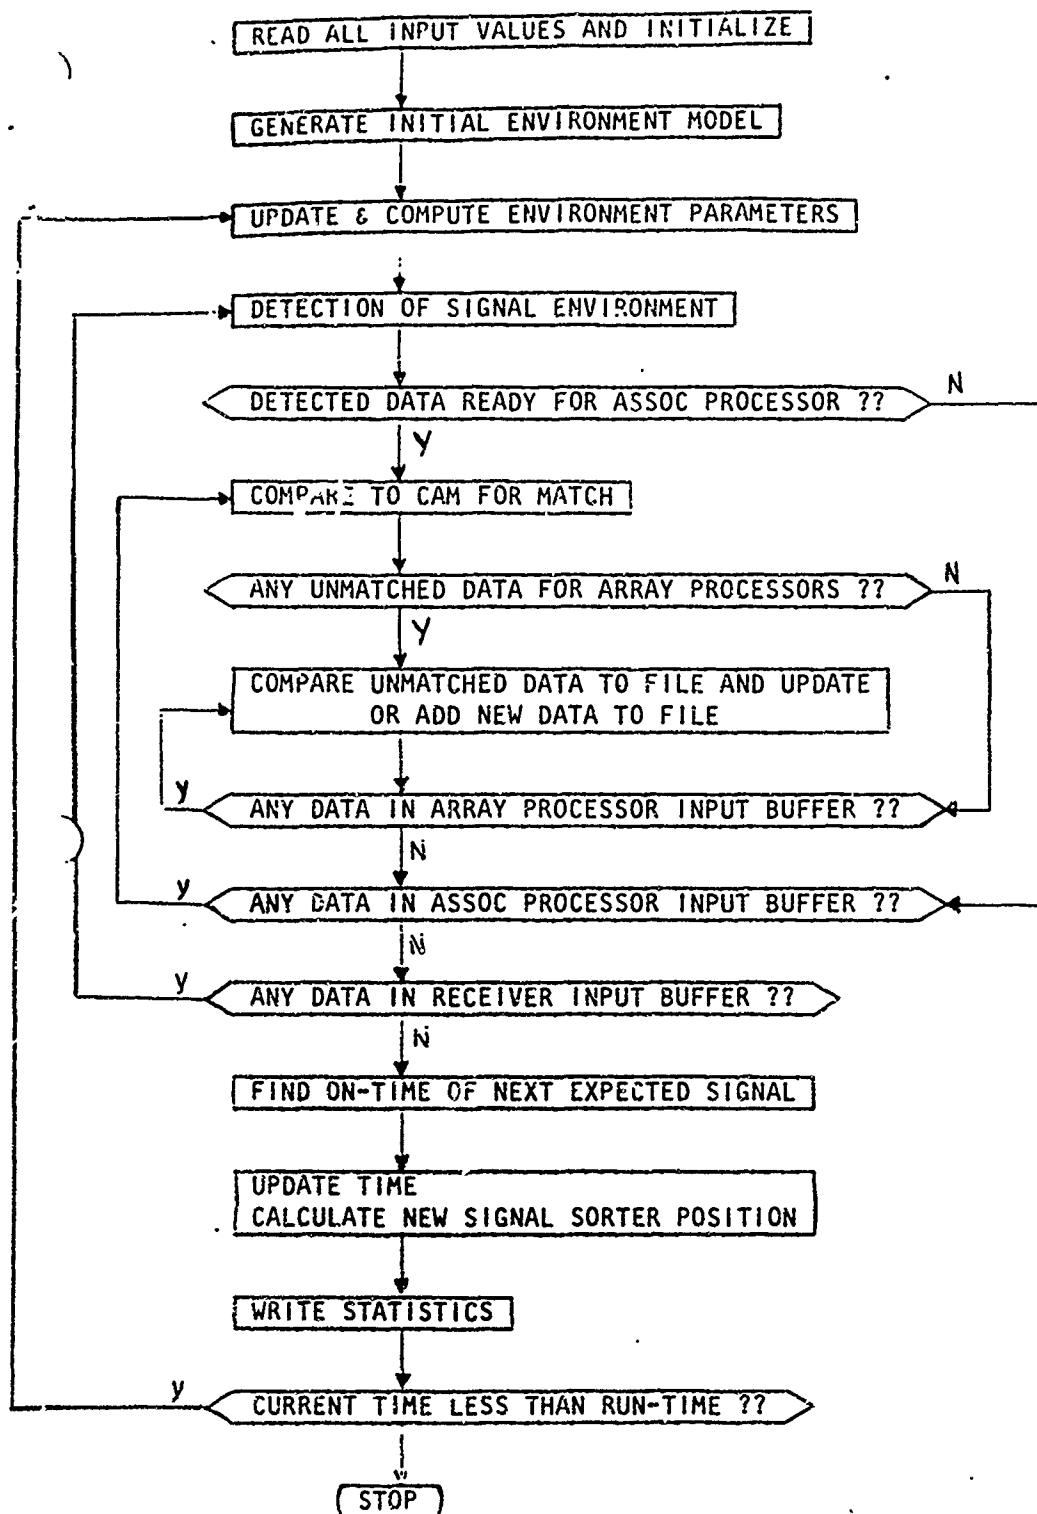 READ ALL INPUT VALUES AND INITIALIZE
GENERATE INITIAL ENVIRONMENT MODEL
UPDATE & COMPUTE ENVIRONMENT PARAMETERS
DETECTION OF SIGNAL ENVIRONMENT
DETECTED DATA READY FOR ASSOC PROCESSOR ??
N
Y
COMPARE TO CAM FOR MATCH
ANY UNMATCHED DATA FOR ARRAY PROCESSORS ??
N
Y
COMPARE UNMATCHED DATA TO FILE AND UPDATE
OR ADD NEW DATA TO FILE
y
ANY DATA IN ARRAY PROCESSOR INPUT BUFFER ??
N
y
ANY DATA IN ASSOC PROCESSOR INPUT BUFFER ??
N
y
ANY DATA IN RECEIVER INPUT BUFFER ??
N
FIND ON-TIME OF NEXT EXPECTED SIGNAL
UPDATE TIME
CALCULATE NEW SIGNAL SORTER POSITION
WRITE STATISTICS
y
CURRENT TIME LESS THAN RUN-TIME ??
STOP